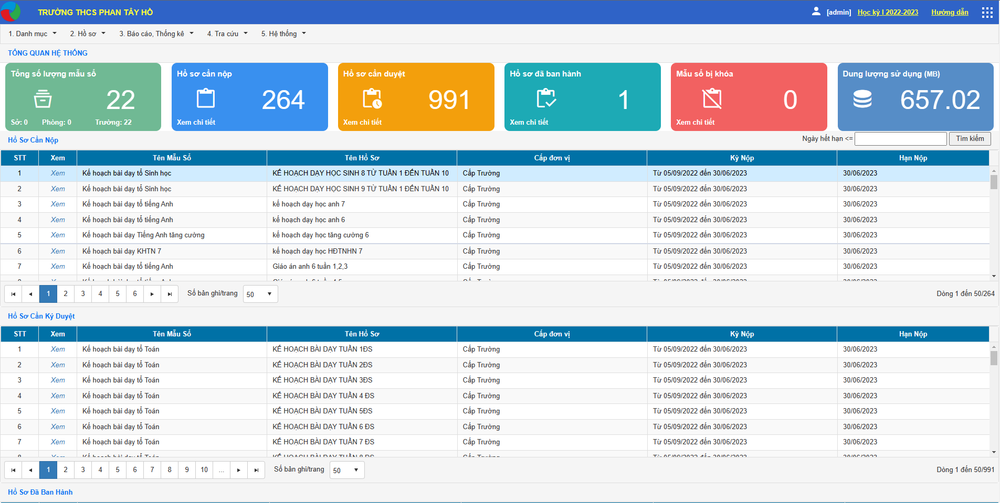 TRƯỜNG THCS PHAN TÂY HỒ
[admin] Học kỳ I 2022-2023 Hướng dẫn
1. Danh mục 2. Hồ sơ 3. Báo cáo, Thống kê 4. Tra cứu 5. Hệ thống
TỔNG QUAN HỆ THỐNG
Tổng số lượng mẫu sổ
22
Sở: 0 Phòng: 0 Trường: 22
Hồ sơ cần nộp
264
Xem chi tiết
Hồ sơ cần duyệt
991
Xem chi tiết
Hồ sơ đã ban hành
1
Xem chi tiết
Mẫu sổ bị khóa
0
Xem chi tiết
Dung lượng sử dụng (MB)
657.02
Hồ Sơ Cần Nộp Ngày hết hạn <= Tìm kiếm
STT Xem Tên Mẫu Sổ Tên Hồ Sơ Cấp đơn vị Kỳ Nộp Hạn Nộp
1 Xem Kế hoạch bài dạy tổ Sinh học KẾ HOẠCH DẠY HỌC SINH 8 TỪ TUẦN 1 ĐẾN TUẦN 10 Cấp Trường Từ 05/09/2022 đến 30/06/2023 30/06/2023
2 Xem Kế hoạch bài dạy tổ Sinh học KẾ HOẠCH DẠY HỌC SINH 9 TỪ TUẦN 1 ĐẾN TUẦN 10 Cấp Trường Từ 05/09/2022 đến 30/06/2023 30/06/2023
3 Xem Kế hoạch bài dạy tổ tiếng Anh kế hoạch dạy học anh 7 Cấp Trường Từ 05/09/2022 đến 30/06/2023 30/06/2023
4 Xem Kế hoạch bài dạy tổ tiếng Anh kế hoạch dạy học anh 6 Cấp Trường Từ 05/09/2022 đến 30/06/2023 30/06/2023
5 Xem Kế hoạch bài dạy Tiếng Anh tăng cường kế hoạch dạy học tăng cường 6 Cấp Trường Từ 05/09/2022 đến 30/06/2023 30/06/2023
6 Xem Kế hoạch bài dạy KHTN 7 kế hoạch dạy học HĐTNHN 7 Cấp Trường Từ 05/09/2022 đến 30/06/2023 30/06/2023
7 Xem Kế hoạch bài dạy tổ tiếng Anh Giáo án anh 6 tuần 1,2,3 Cấp Trường Từ 05/09/2022 đến 30/06/2023 30/06/2023
1 2 3 4 5 6 Số bản ghi/trang 50 Dòng 1 đến 50/264
Hồ Sơ Cần Ký Duyệt
STT Xem Tên Mẫu Sổ Tên Hồ Sơ Cấp đơn vị Kỳ Nộp Hạn Nộp
1 Xem Kế hoạch bài dạy tổ Toán KẾ HOẠCH BÀI DẠY TUẦN 1ĐS Cấp Trường Từ 05/09/2022 đến 30/06/2023 30/06/2023
2 Xem Kế hoạch bài dạy tổ Toán KẾ HOẠCH BÀI DẠY TUẦN 2ĐS Cấp Trường Từ 05/09/2022 đến 30/06/2023 30/06/2023
3 Xem Kế hoạch bài dạy tổ Toán KẾ HOẠCH BÀI DẠY TUẦN 3ĐS Cấp Trường Từ 05/09/2022 đến 30/06/2023 30/06/2023
4 Xem Kế hoạch bài dạy tổ Toán KẾ HOẠCH BÀI DẠY TUẦN 4 ĐS Cấp Trường Từ 05/09/2022 đến 30/06/2023 30/06/2023
5 Xem Kế hoạch bài dạy tổ Toán KẾ HOẠCH BÀI DẠY TUẦN 5ĐS Cấp Trường Từ 05/09/2022 đến 30/06/2023 30/06/2023
6 Xem Kế hoạch bài dạy tổ Toán KẾ HOẠCH BÀI DẠY TUẦN 6 ĐS Cấp Trường Từ 05/09/2022 đến 30/06/2023 30/06/2023
7 Xem Kế hoạch bài dạy tổ Toán KẾ HOẠCH BÀI DẠY TUẦN 7 ĐS Cấp Trường Từ 05/09/2022 đến 30/06/2023 30/06/2023
1 2 3 4 5 6 7 8 9 10 ... Số bản ghi/trang 50 Dòng 1 đến 50/991
Hồ Sơ Đã Ban Hành